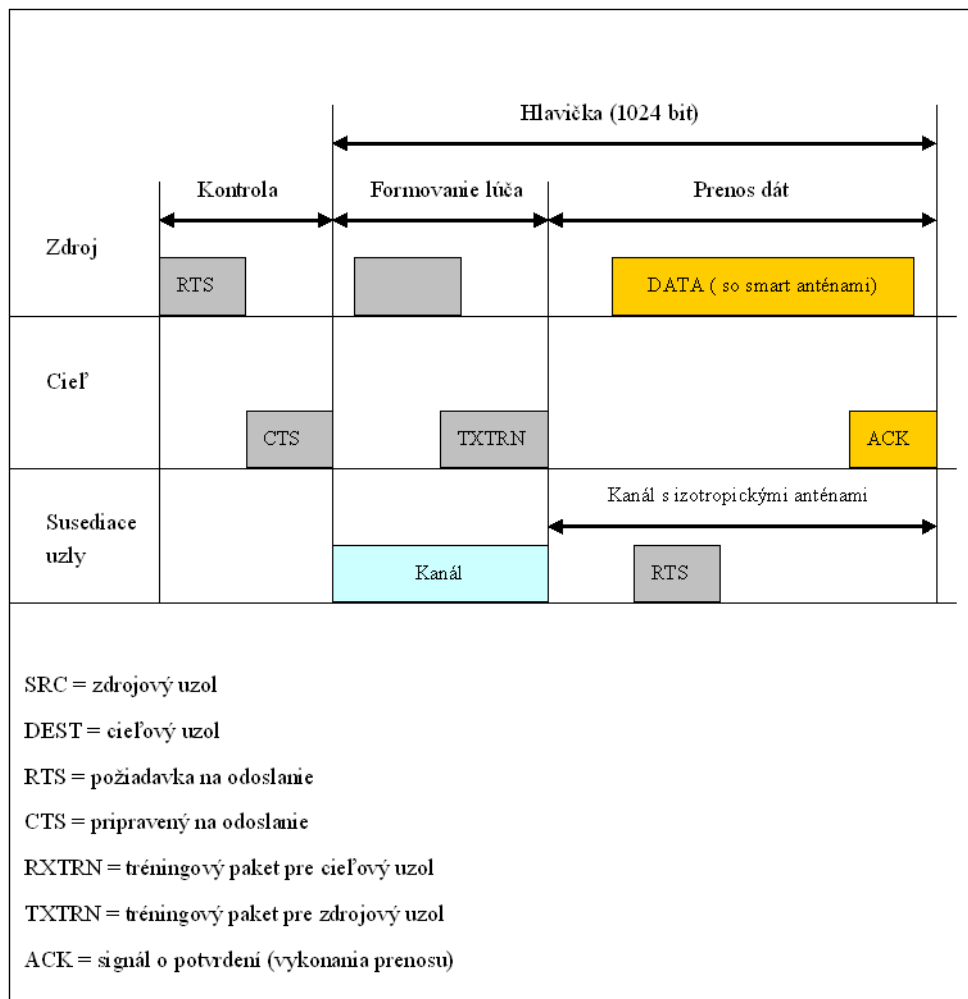 Hlavička (1024 bit)
Kontrola
Formovanie lúča
Prenos dát
Zdroj
RTS
DATA ( so smart anténami)
Cieľ
CTS
TXTRN
ACK
Susediace
uzly
Kanál s izotropickými anténami
Kanál
RTS
SRC = zdrojový uzol
DEST = cieľový uzol
RTS = požiadavka na odoslanie
CTS = pripravený na odoslanie
RXTRN = tréningový paket pre cieľový uzol
TXTRN = tréningový paket pre zdrojový uzol
ACK = signál o potvrdení (vykonania prenosu)